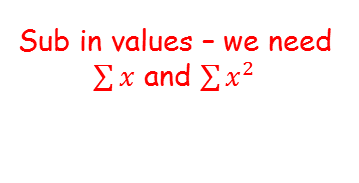 Sub in values – we need
∑ 𝑥 and ∑ 𝑥²